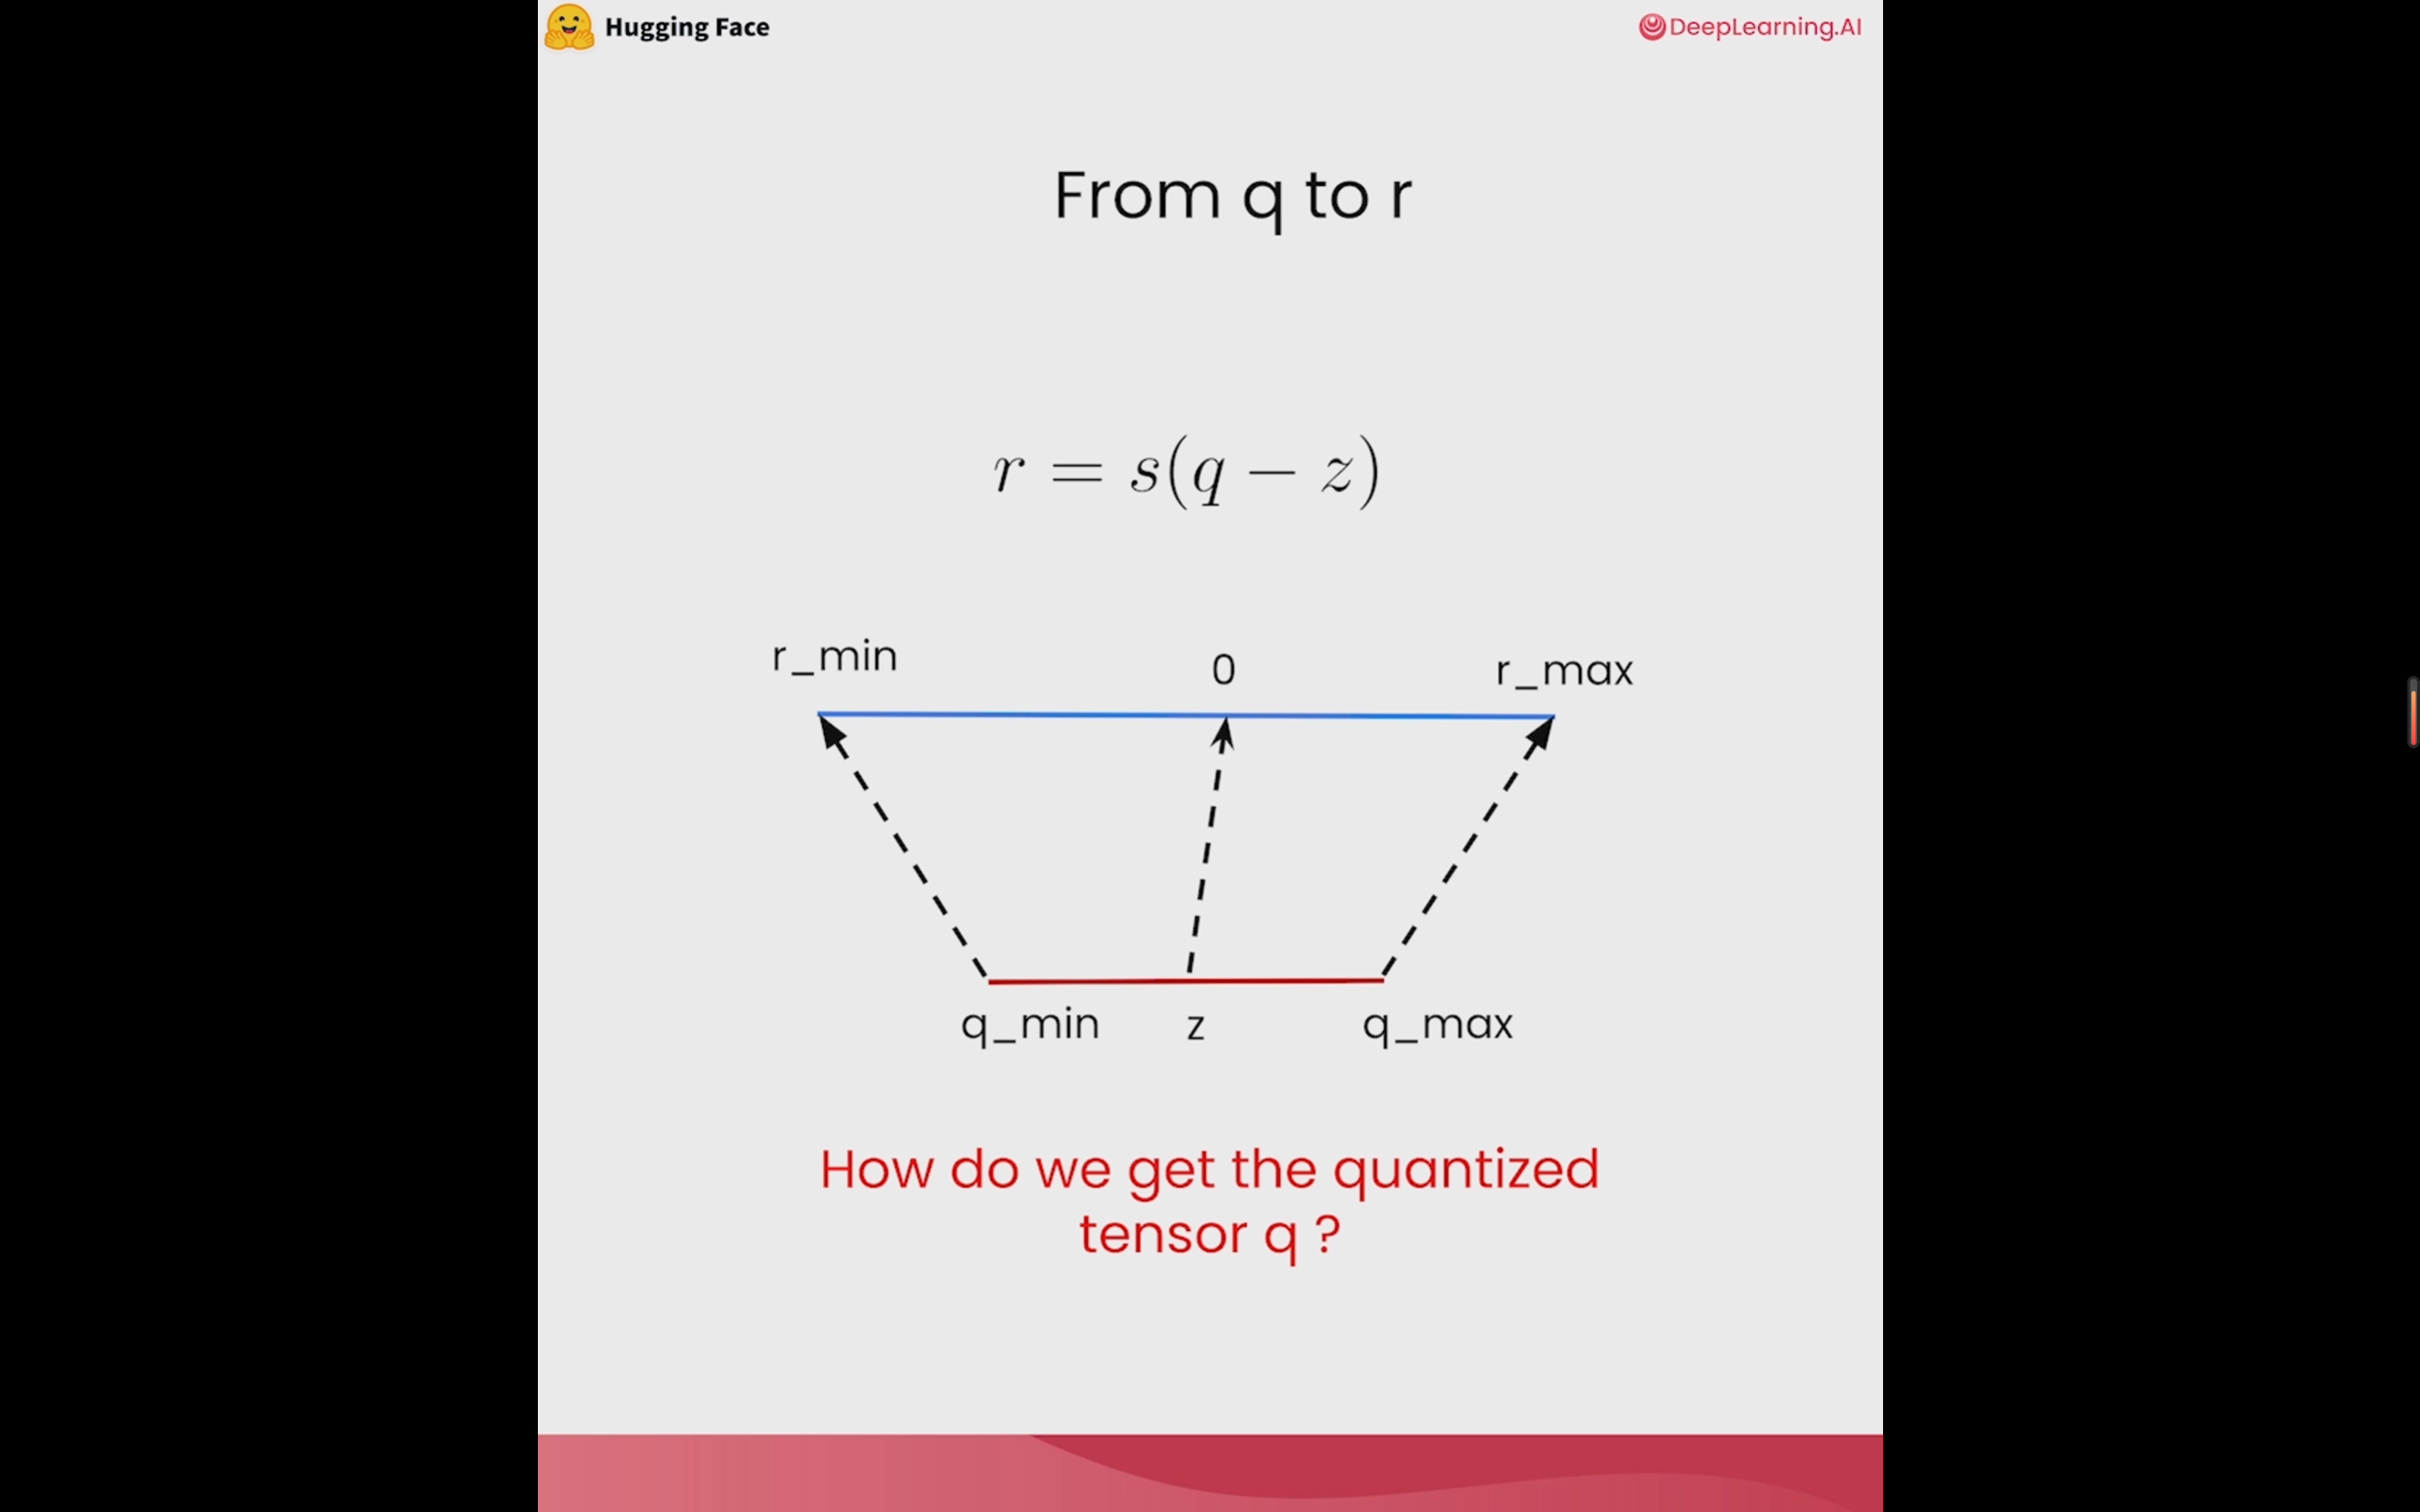 Hugging Face
DeepLearning.AI
From q to r
r = s(q − z)
r_min 0 r_max
q_min z q_max
How do we get the quantized
tensor q ?